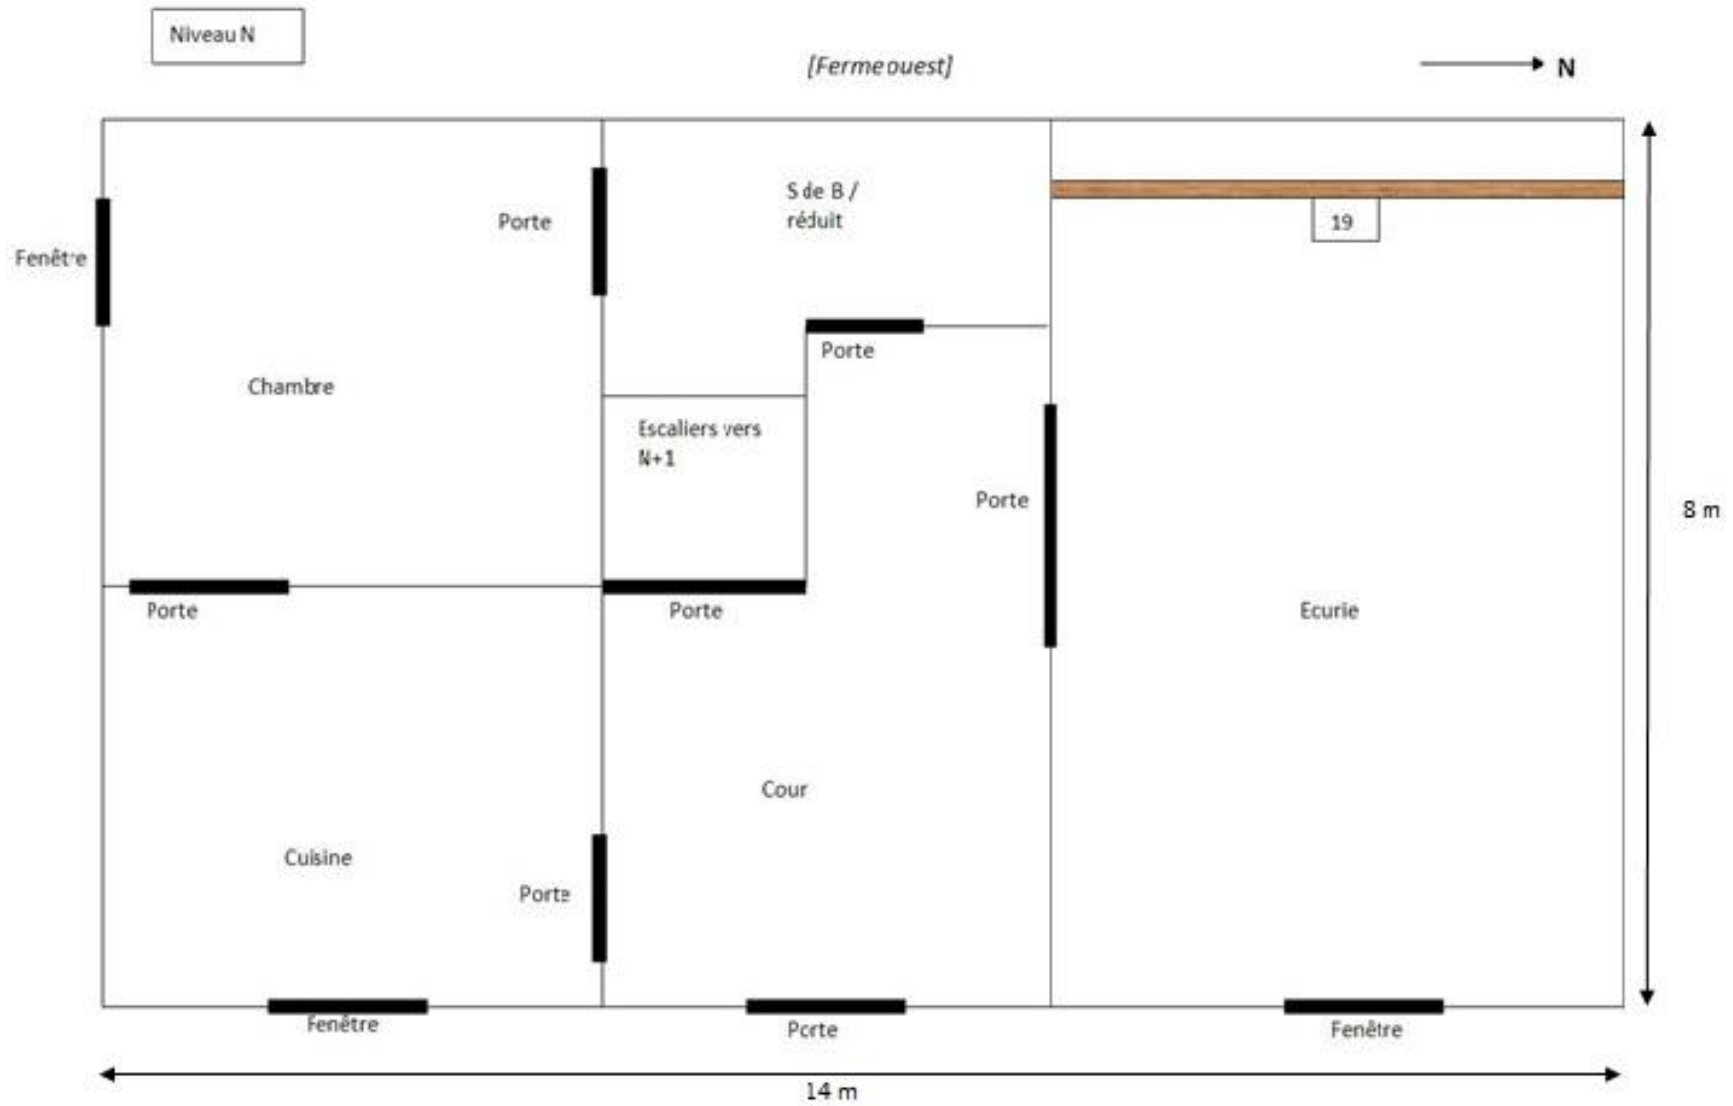 Niveau N
[Ferme ouest]
N
S de B /
réduit
Porte
19
Fenêtre
Porte
Chambre
Escaliers vers
N+1
Porte
8 m
Porte
Porte
Ecurie
Cour
Cuisine
Porte
Fenêtre
Porte
Fenêtre
14 m